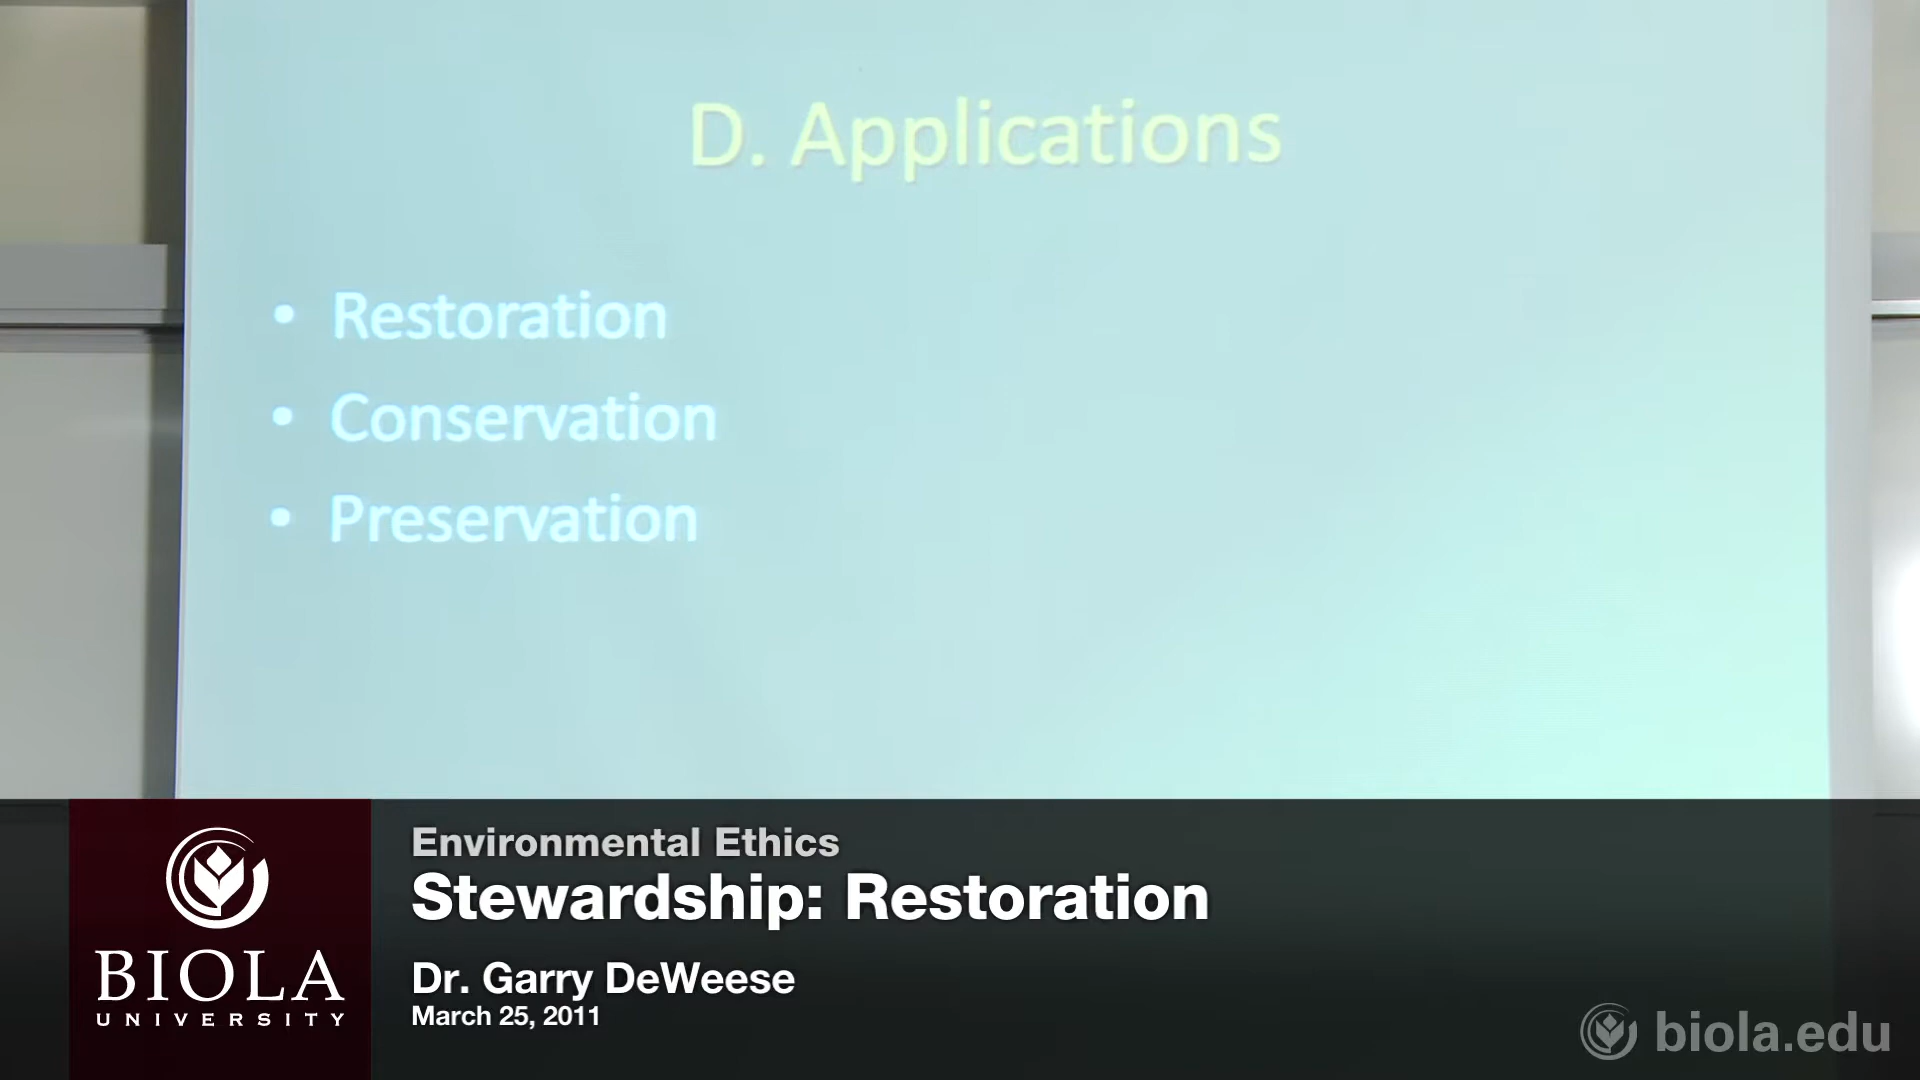 D. Applications
• Restoration
• Conservation
• Preservation
Environmental Ethics
Stewardship: Restoration
Dr. Garry DeWeese
March 25, 2011
BIOLA
UNIVERSITY
biola.edu